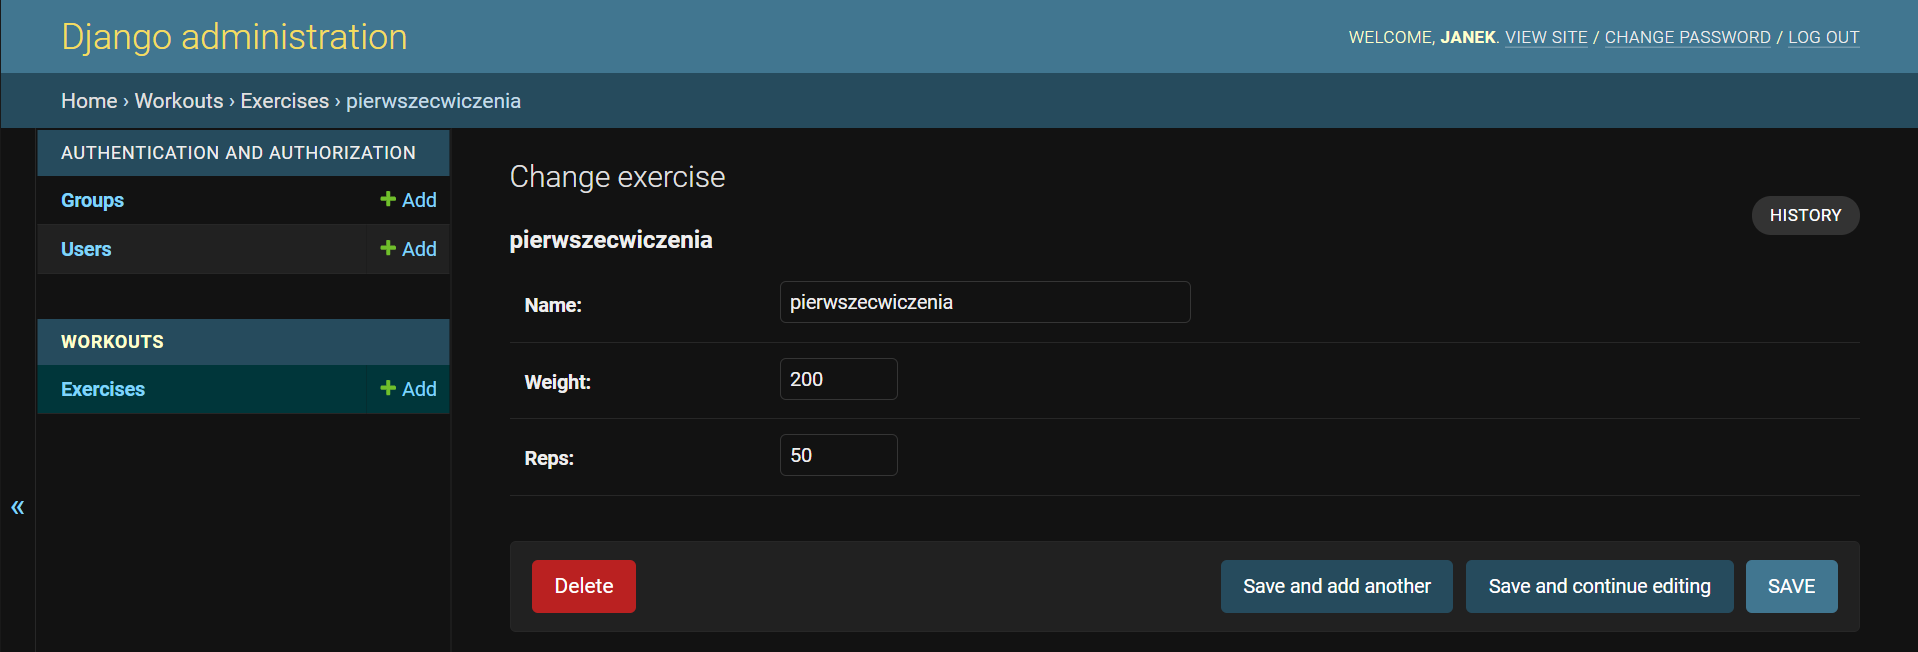 Django administration
WELCOME, JANEK. VIEW SITE / CHANGE PASSWORD / LOG OUT
Home › Workouts › Exercises › pierwszecwiczenia
AUTHENTICATION AND AUTHORIZATION
Groups + Add
Users + Add
WORKOUTS
Exercises + Add
«
Change exercise
HISTORY
pierwszecwiczenia
Name: pierwszecwiczenia
Weight: 200
Reps: 50
Delete Save and add another Save and continue editing SAVE